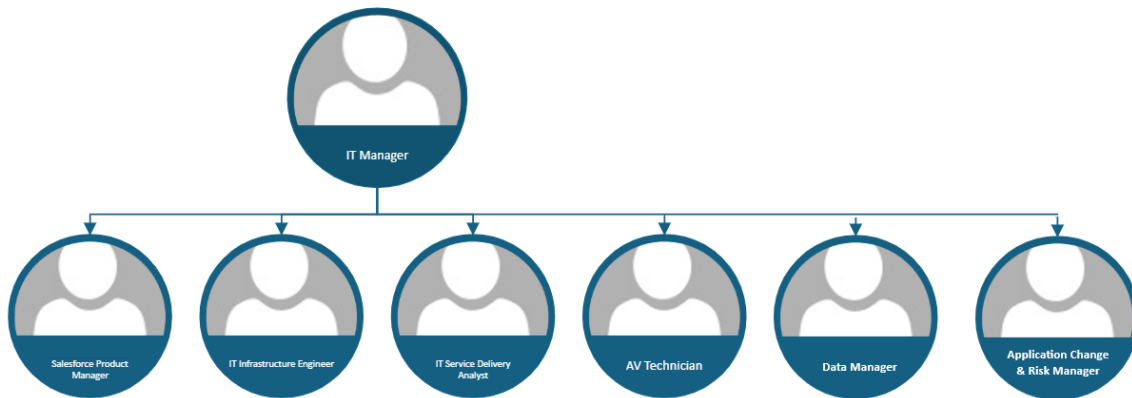 IT Manager
Salesforce Product
Manager
IT Infrastructure Engineer
IT Service Delivery
Analyst
AV Technician
Data Manager
Application Change
& Risk Manager